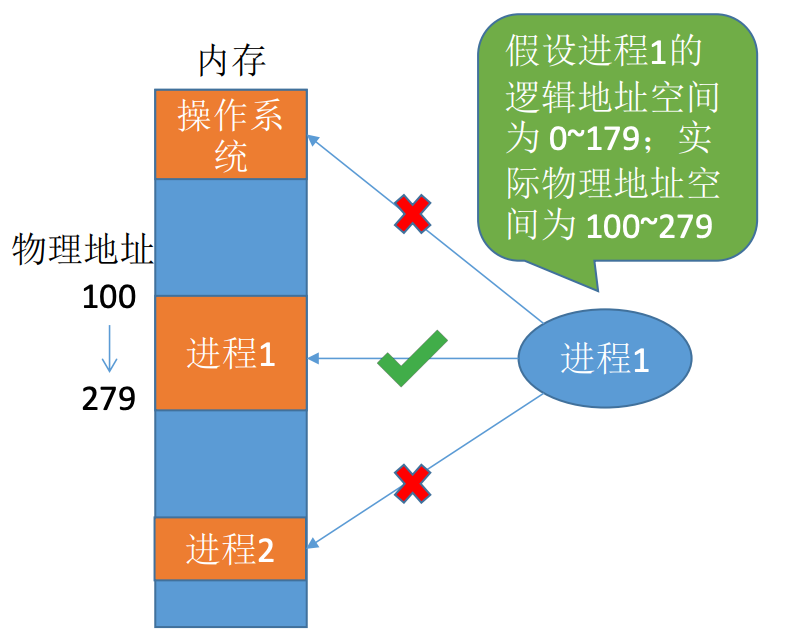 内存
操作系
统
物理地址
100
279
进程1
进程2
假设进程1的
逻辑地址空间
为 0~179；实
际物理地址空
间为 100~279
进程1